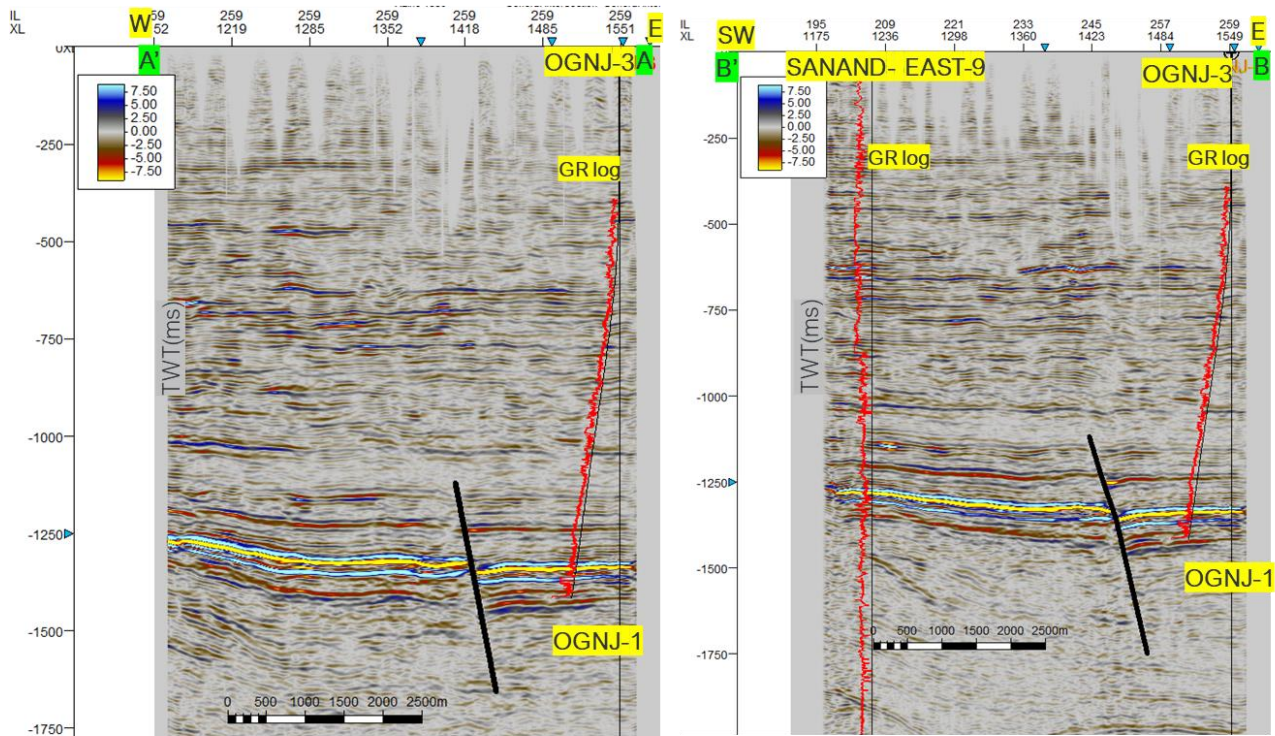 IL 259 259 259 259 259 259 259
XL 52 1219 1285 1352 1418 1485 1551
W
E
A'
OGNJ-3
A
7.50
5.00
2.50
0.00
-2.50
-5.00
-7.50
-250
GR log
-500
TWT(ms)
-750
-1000
-1250
-1500
OGNJ-1
0 500 1000 1500 2000 2500m
-1750
IL 195 209 221 233 245 257 259
XL 1175 1236 1298 1360 1423 1484 1549
SW
E
B'
SANAND- EAST-9
OGNJ-3
B
7.50
5.00
2.50
0.00
-2.50
-5.00
-7.50
-250
GR log
GR log
-500
-750
TWT(ms)
-1000
-1250
-1500
OGNJ-1
0 500 1000 1500 2000 2500m
-1750